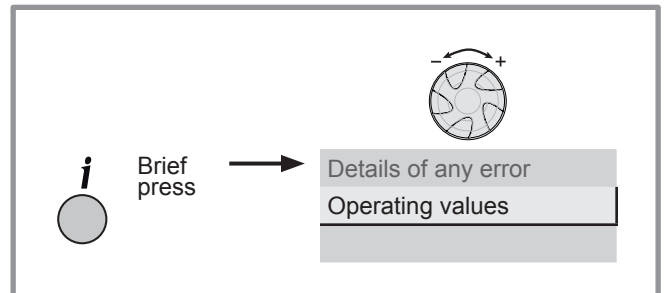 - +
i
Brief
press
Details of any error
Operating values